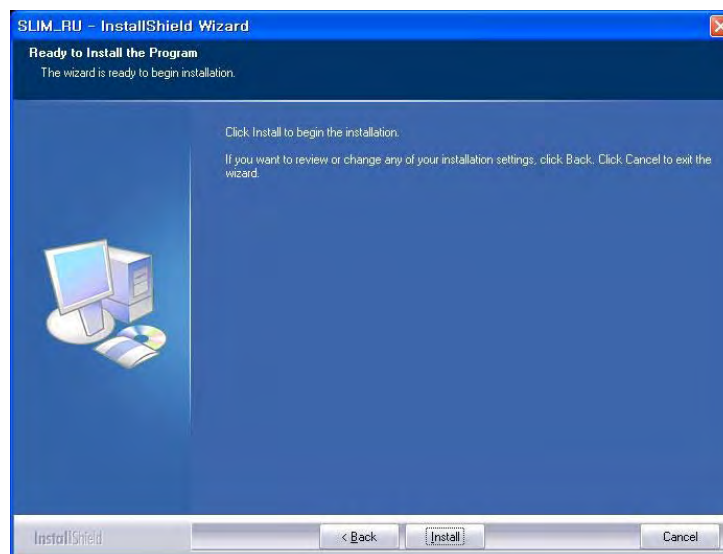 SLIM_RU - InstallShield Wizard
Ready to Install the Program
The wizard is ready to begin installation.
Click Install to begin the installation.
If you want to review or change any of your installation settings, click Back. Click Cancel to exit the
wizard.
InstallShield
< Back
Install
Cancel